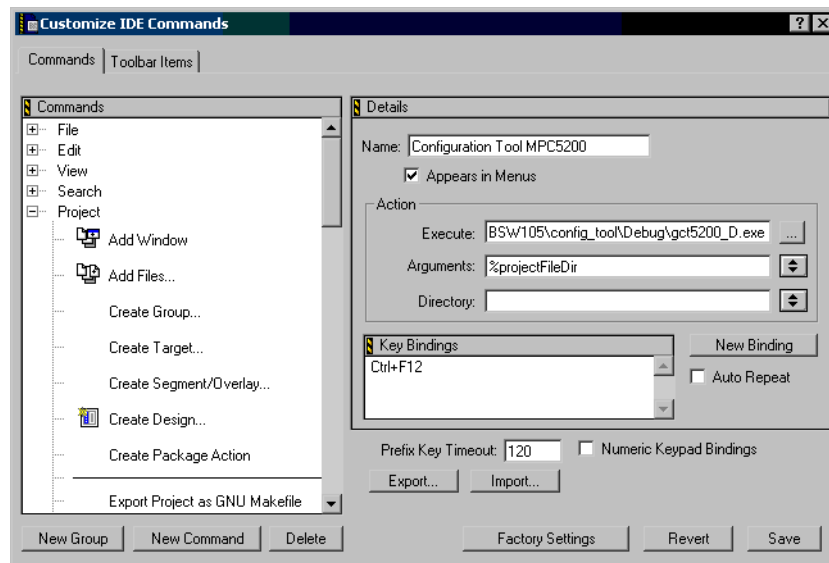 Customize IDE Commands
Commands
Toolbar Items
Commands
File
Edit
View
Search
Project
Add Window
Add Files...
Create Group...
Create Target...
Create Segment/Overlay...
Create Design...
Create Package Action
Export Project as GNU Makefile
New Group
New Command
Delete
Details
Name: Configuration Tool MPC5200
Appears in Menus
Action
Execute: BSW105\config_tool\Debug\gct5200_D.exe ...
Arguments: %projectFileDir
Directory:
Key Bindings
Ctrl+F12
New Binding
Auto Repeat
Prefix Key Timeout: 120
Numeric Keypad Bindings
Export...
Import...
Factory Settings
Revert
Save